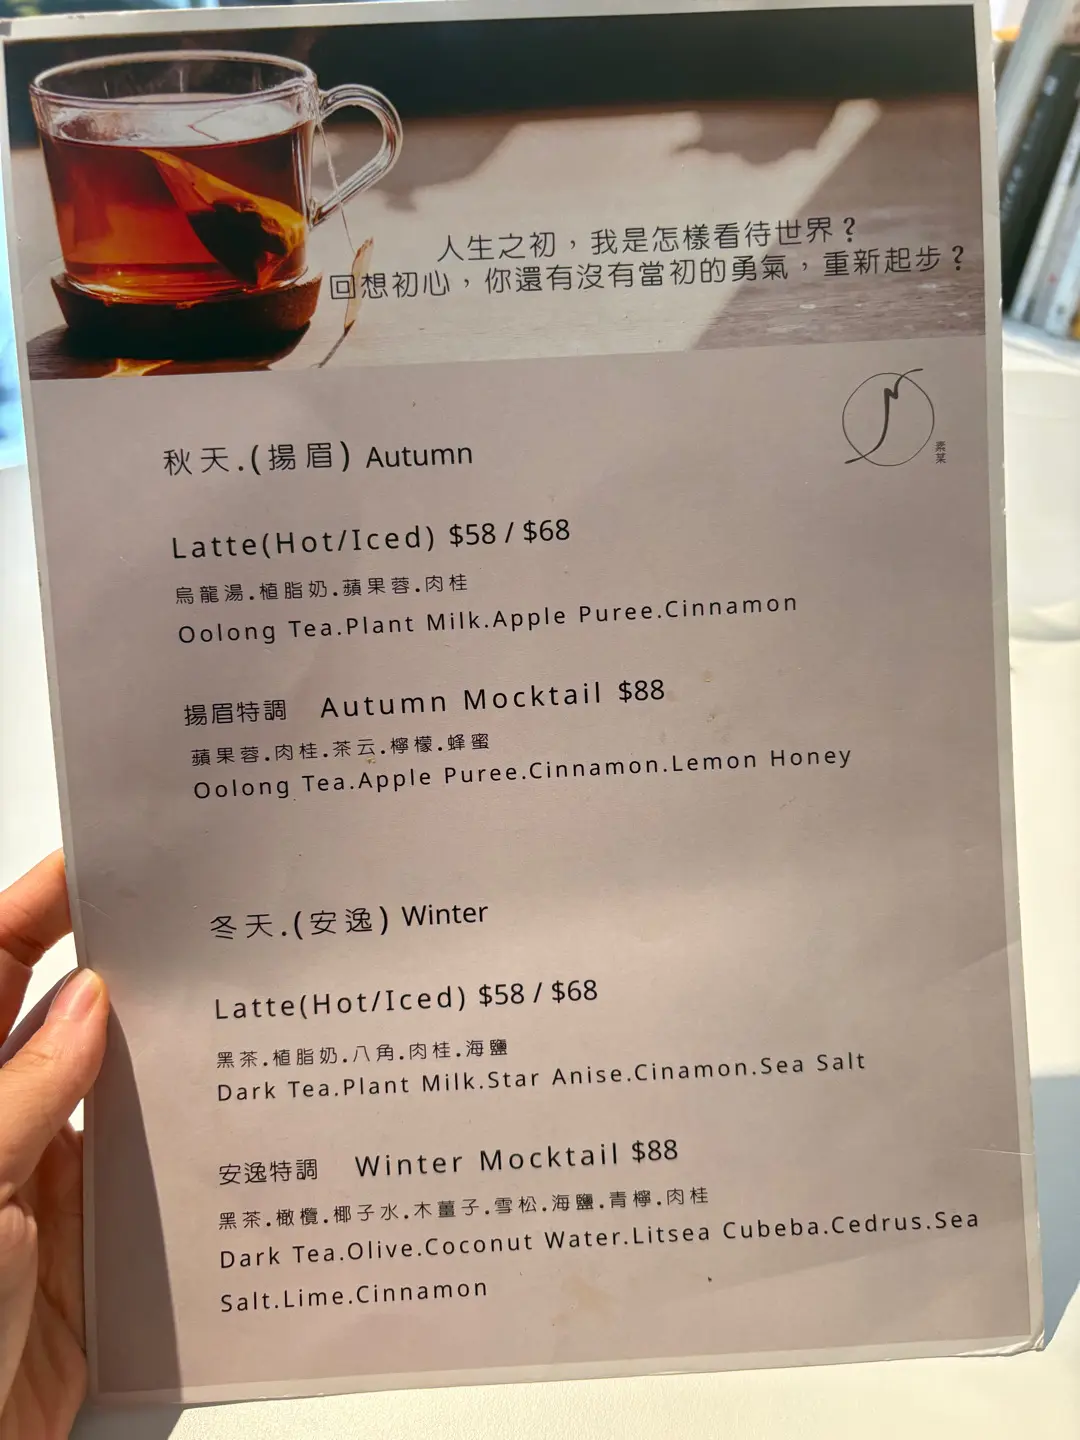 人生之初，我是怎樣看待世界？
回想初心，你還有沒有當初的勇氣，重新起步？
素某
秋天.(揚眉) Autumn
Latte(Hot/Iced) $58 / $68
烏龍湯.植脂奶.蘋果蓉.肉桂
Oolong Tea.Plant Milk.Apple Puree.Cinnamon
揚眉特調 Autumn Mocktail $88
蘋果蓉.肉桂.茶云.檸檬.蜂蜜
Oolong Tea.Apple Puree.Cinnamon.Lemon Honey
冬天.(安逸) Winter
Latte(Hot/Iced) $58 / $68
黑茶.植脂奶.八角.肉桂.海鹽
Dark Tea.Plant Milk.Star Anise.Cinamon.Sea Salt
安逸特調 Winter Mocktail $88
黑茶.橄欖.椰子水.木薑子.雪松.海鹽.青檸.肉桂
Dark Tea.Olive.Coconut Water.Litsea Cubeba.Cedrus.Sea
Salt.Lime.Cinnamon